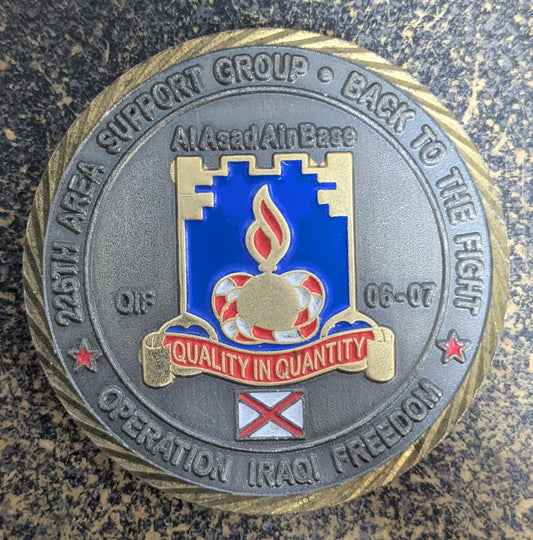 226TH AREA SUPPORT GROUP • BACK TO THE FIGHT
Al Asad Air Base
OIF 06-07
QUALITY IN QUANTITY
OPERATION IRAQI FREEDOM